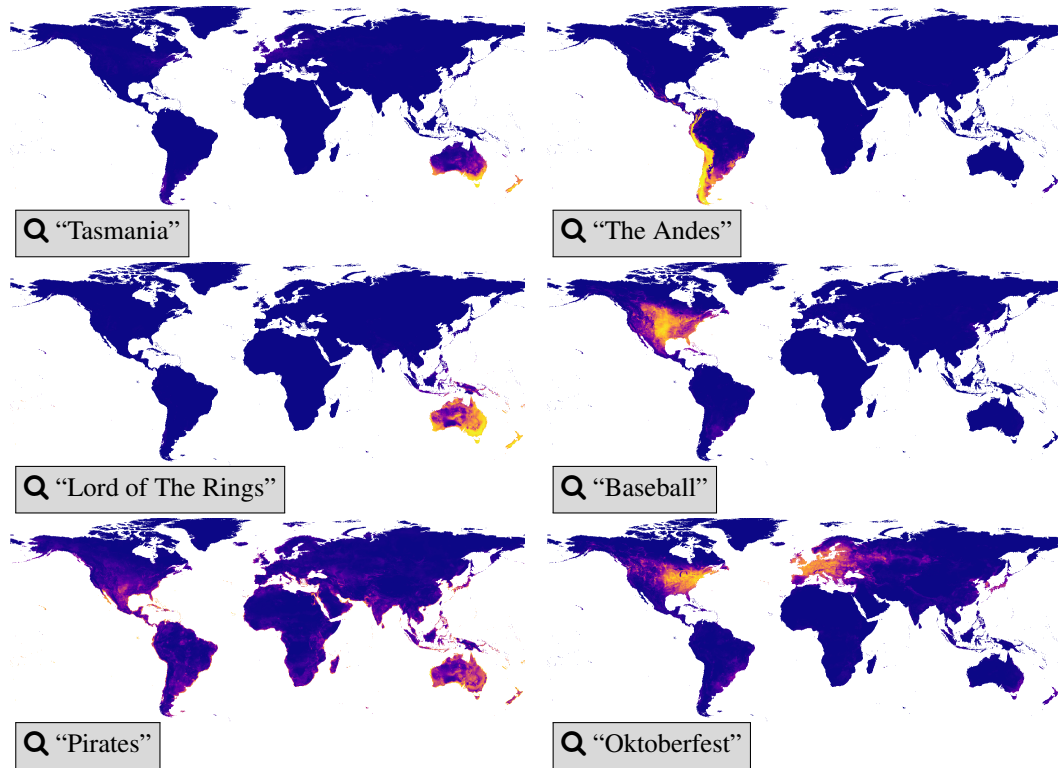 “Tasmania”
“The Andes”
“Lord of The Rings”
“Baseball”
“Pirates”
“Oktoberfest”